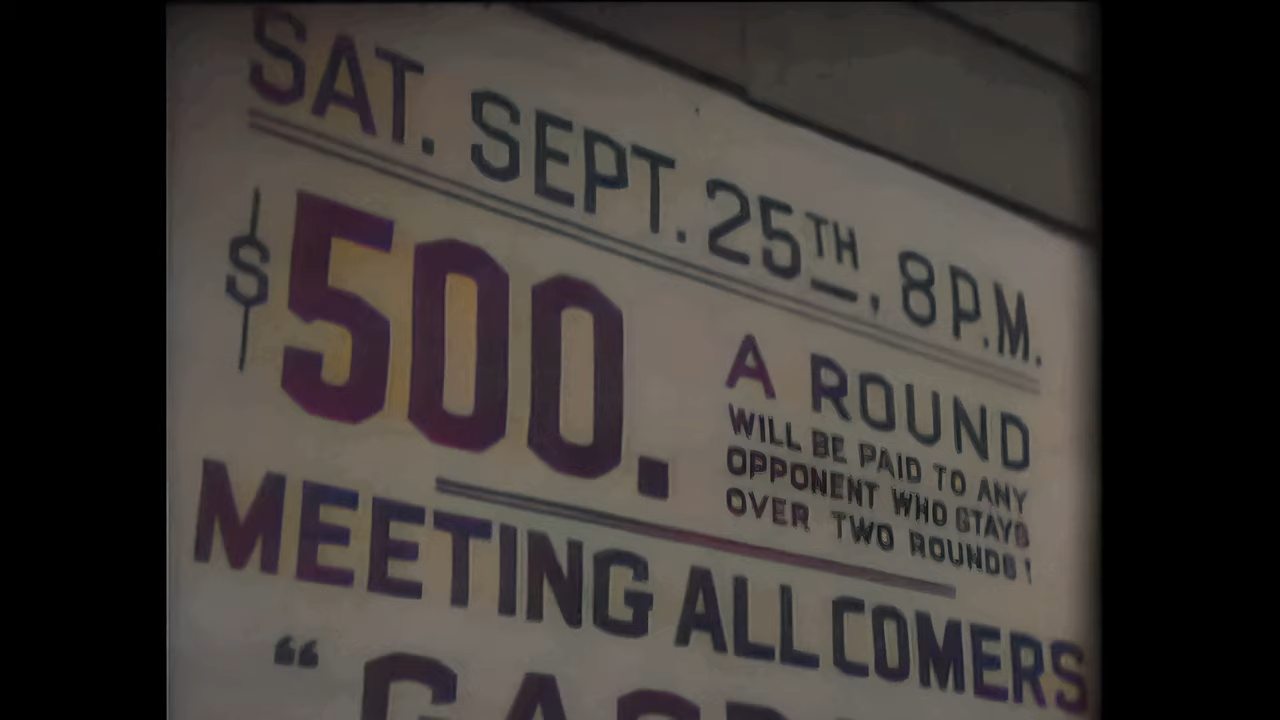 SAT. SEPT. 25TH, 8 P.M.
$500.
A ROUND
WILL BE PAID TO ANY
OPPONENT WHO STAYS
OVER TWO ROUNDS!
MEETING ALL COMERS